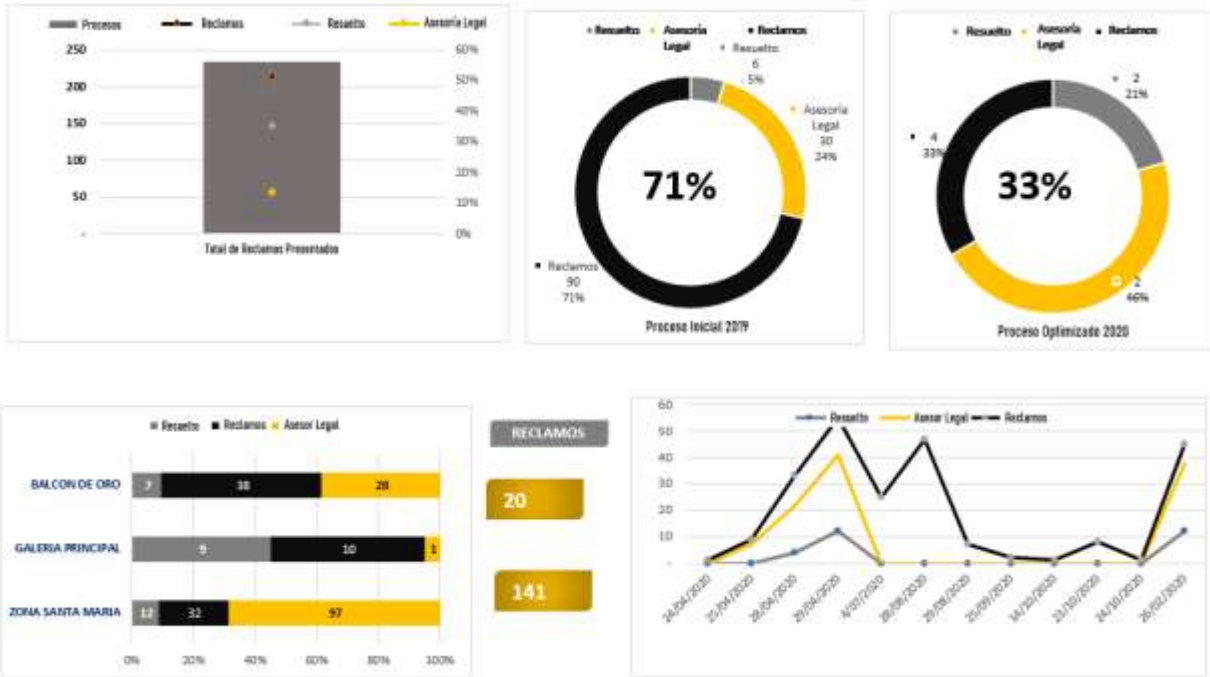 Procesos Reclamos Resuelto Asesoría Legal
250
200
150
100
50
-
60%
50%
40%
30%
20%
10%
0%
Total de Reclamos Presentados
Resuelto Asesoría Legal Reclamos
Resuelto
6
5%
Asesoría
Legal
30
24%
71%
Reclamos
90
71%
Proceso Inicial 2019
Resuelto Asesoría Legal Reclamos
2
21%
4
33%
33%
2
46%
Proceso Optimizado 2020
Resuelto Reclamos Asesor Legal
BALCON DE ORO 7 38 28
GALERIA PRINCIPAL 9 10 1
ZONA SANTA MARIA 12 32 97
0% 20% 40% 60% 80% 100%
RECLAMOS
20
141
Resuelto Asesor Legal Reclamos
60
50
40
30
20
10
-
24/04/2020 25/04/2020 28/04/2020 29/04/2020 4/07/2020 28/08/2020 29/08/2020 25/09/2020 14/10/2020 23/10/2020 24/10/2020 26/02/2020